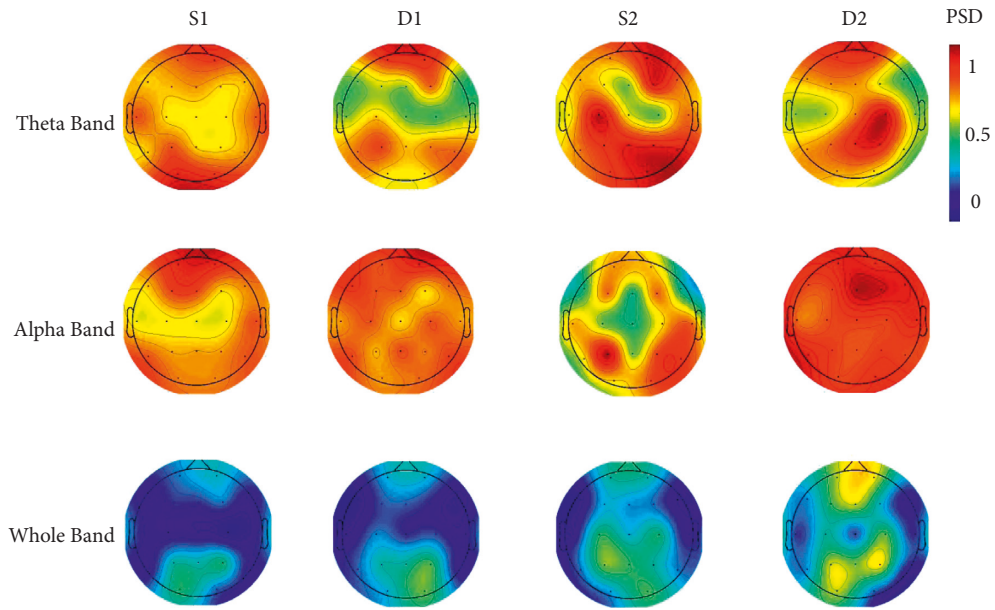 S1 D1 S2 D2 PSD
1
Theta Band
0.5
0
Alpha Band
Whole Band